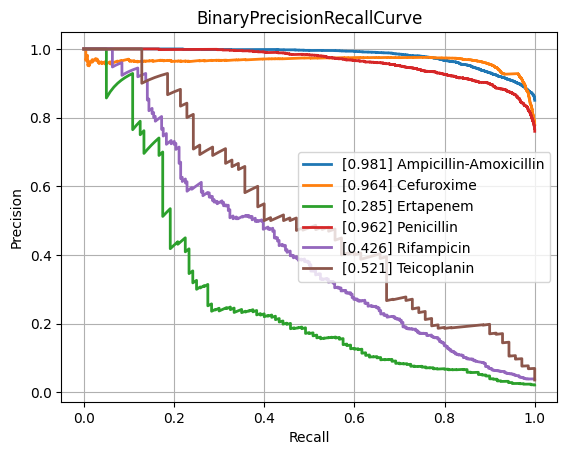 BinaryPrecisionRecallCurve
Precision
1.0
0.8
0.6
0.4
0.2
0.0
[0.981] Ampicillin-Amoxicillin
[0.964] Cefuroxime
[0.285] Ertapenem
[0.962] Penicillin
[0.426] Rifampicin
[0.521] Teicoplanin
0.0 0.2 0.4 0.6 0.8 1.0
Recall